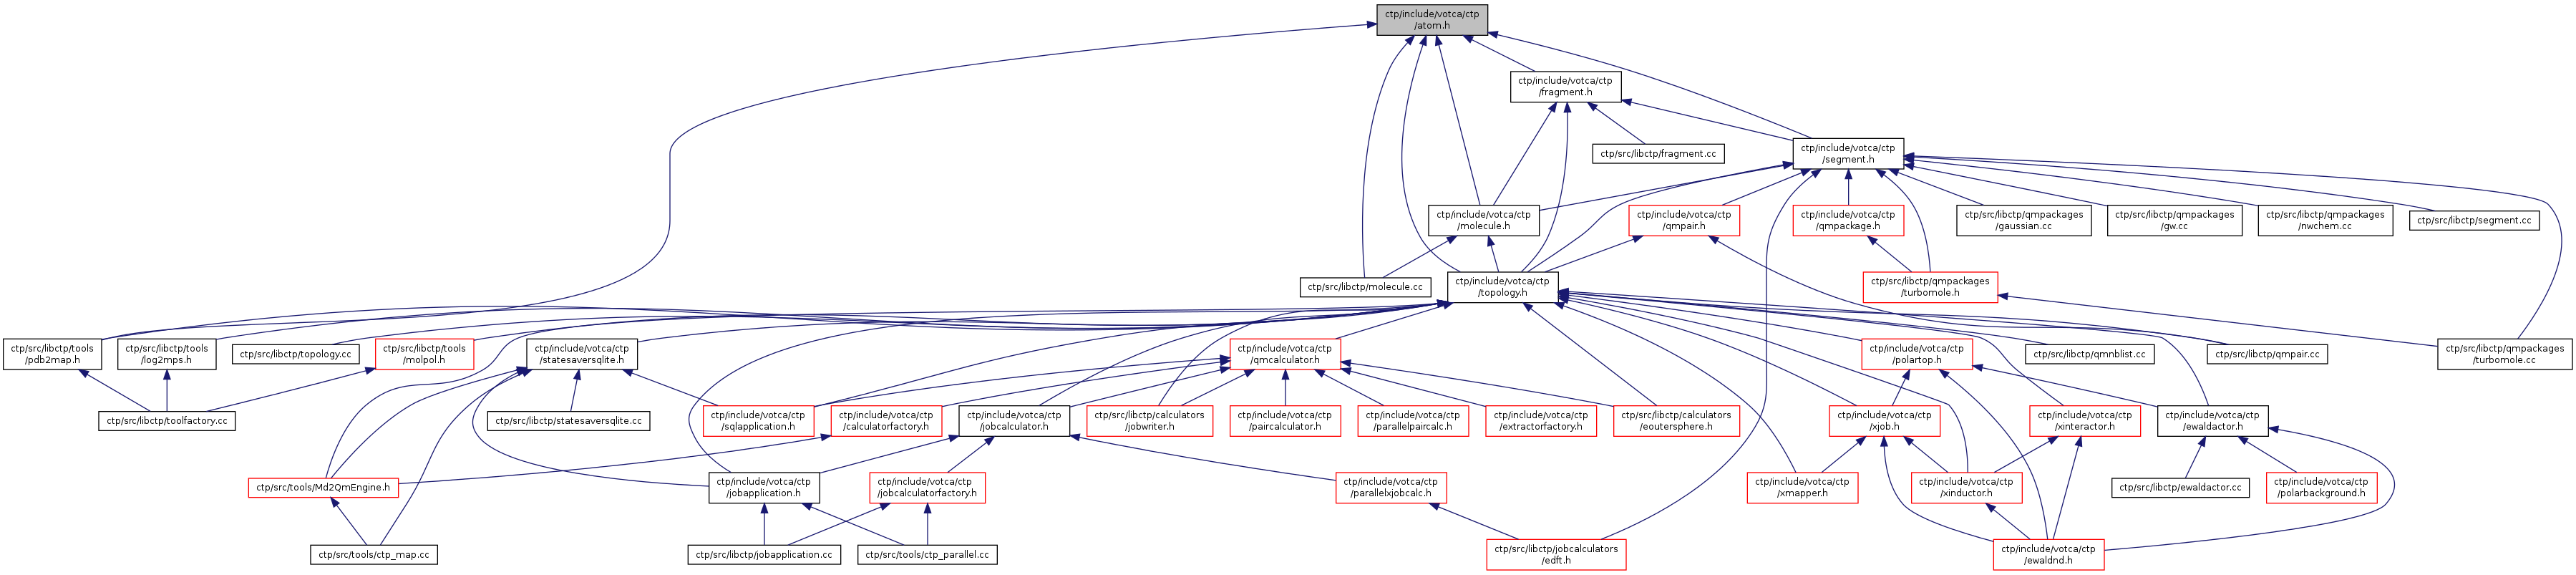 ctp/include/votca/ctp
/atom.h
ctp/include/votca/ctp
/fragment.h
ctp/src/libctp/fragment.cc
ctp/include/votca/ctp
/segment.h
ctp/include/votca/ctp
/molecule.h
ctp/include/votca/ctp
/qmpair.h
ctp/include/votca/ctp
/qmpackage.h
ctp/src/libctp/qmpackages
/gaussian.cc
ctp/src/libctp/qmpackages
/gw.cc
ctp/src/libctp/qmpackages
/nwchem.cc
ctp/src/libctp/segment.cc
ctp/src/libctp/molecule.cc
ctp/include/votca/ctp
/topology.h
ctp/src/libctp/qmpackages
/turbomole.h
ctp/src/libctp/tools
/pdb2map.h
ctp/src/libctp/tools
/log2mps.h
ctp/src/libctp/topology.cc
ctp/src/libctp/tools
/molpol.h
ctp/include/votca/ctp
/statesaversqlite.h
ctp/include/votca/ctp
/qmcalculator.h
ctp/include/votca/ctp
/polartop.h
ctp/src/libctp/qmnblist.cc
ctp/src/libctp/qmpair.cc
ctp/src/libctp/qmpackages
/turbomole.cc
ctp/src/libctp/toolfactory.cc
ctp/src/libctp/statesaversqlite.cc
ctp/include/votca/ctp
/sqlapplication.h
ctp/include/votca/ctp
/calculatorfactory.h
ctp/include/votca/ctp
/jobcalculator.h
ctp/src/libctp/calculators
/jobwriter.h
ctp/include/votca/ctp
/paircalculator.h
ctp/include/votca/ctp
/parallelpaircalc.h
ctp/include/votca/ctp
/extractorfactory.h
ctp/src/libctp/calculators
/eoutersphere.h
ctp/include/votca/ctp
/xjob.h
ctp/include/votca/ctp
/xinteractor.h
ctp/include/votca/ctp
/ewaldactor.h
ctp/src/tools/Md2QmEngine.h
ctp/include/votca/ctp
/jobapplication.h
ctp/include/votca/ctp
/jobcalculatorfactory.h
ctp/include/votca/ctp
/parallelxjobcalc.h
ctp/include/votca/ctp
/xmapper.h
ctp/include/votca/ctp
/xinductor.h
ctp/src/libctp/ewaldactor.cc
ctp/include/votca/ctp
/polarbackground.h
ctp/src/tools/ctp_map.cc
ctp/src/libctp/jobapplication.cc
ctp/src/tools/ctp_parallel.cc
ctp/src/libctp/jobcalculators
/edft.h
ctp/include/votca/ctp
/ewaldnd.h